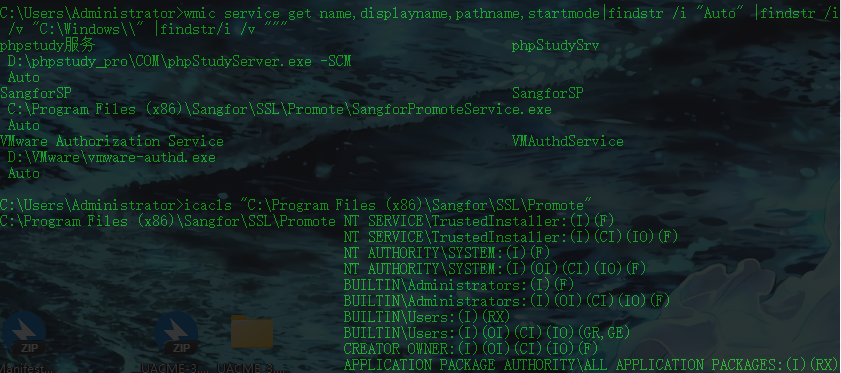 C:\Users\Administrator>wmic service get name,displayname,pathname,startmode|findstr /i "Auto" |findstr /i
/v "C:\Windows\\" |findstr/i /v """
phpstudy服务 phpStudySrv
D:\phpstudy_pro\COM\phpStudyServer.exe -SCM
Auto
SangforSP SangforSP
C:\Program Files (x86)\Sangfor\SSL\Promote\SangforPromoteService.exe
Auto
VMware Authorization Service VMAuthdService
D:\VMware\vmware-authd.exe
Auto
C:\Users\Administrator>icacls "C:\Program Files (x86)\Sangfor\SSL\Promote"
C:\Program Files (x86)\Sangfor\SSL\Promote NT SERVICE\TrustedInstaller:(I)(F)
NT SERVICE\TrustedInstaller:(I)(CI)(IO)(F)
NT AUTHORITY\SYSTEM:(I)(F)
NT AUTHORITY\SYSTEM:(I)(OI)(CI)(IO)(F)
BUILTIN\Administrators:(I)(F)
BUILTIN\Administrators:(I)(OI)(CI)(IO)(F)
BUILTIN\Users:(I)(RX)
BUILTIN\Users:(I)(OI)(CI)(IO)(GR,GE)
CREATOR OWNER:(I)(OI)(CI)(IO)(F)
APPLICATION PACKAGE AUTHORITY\ALL APPLICATION PACKAGES:(I)(RX)
ZIP ZIP
Manifest... UACME-3... UACME-3...